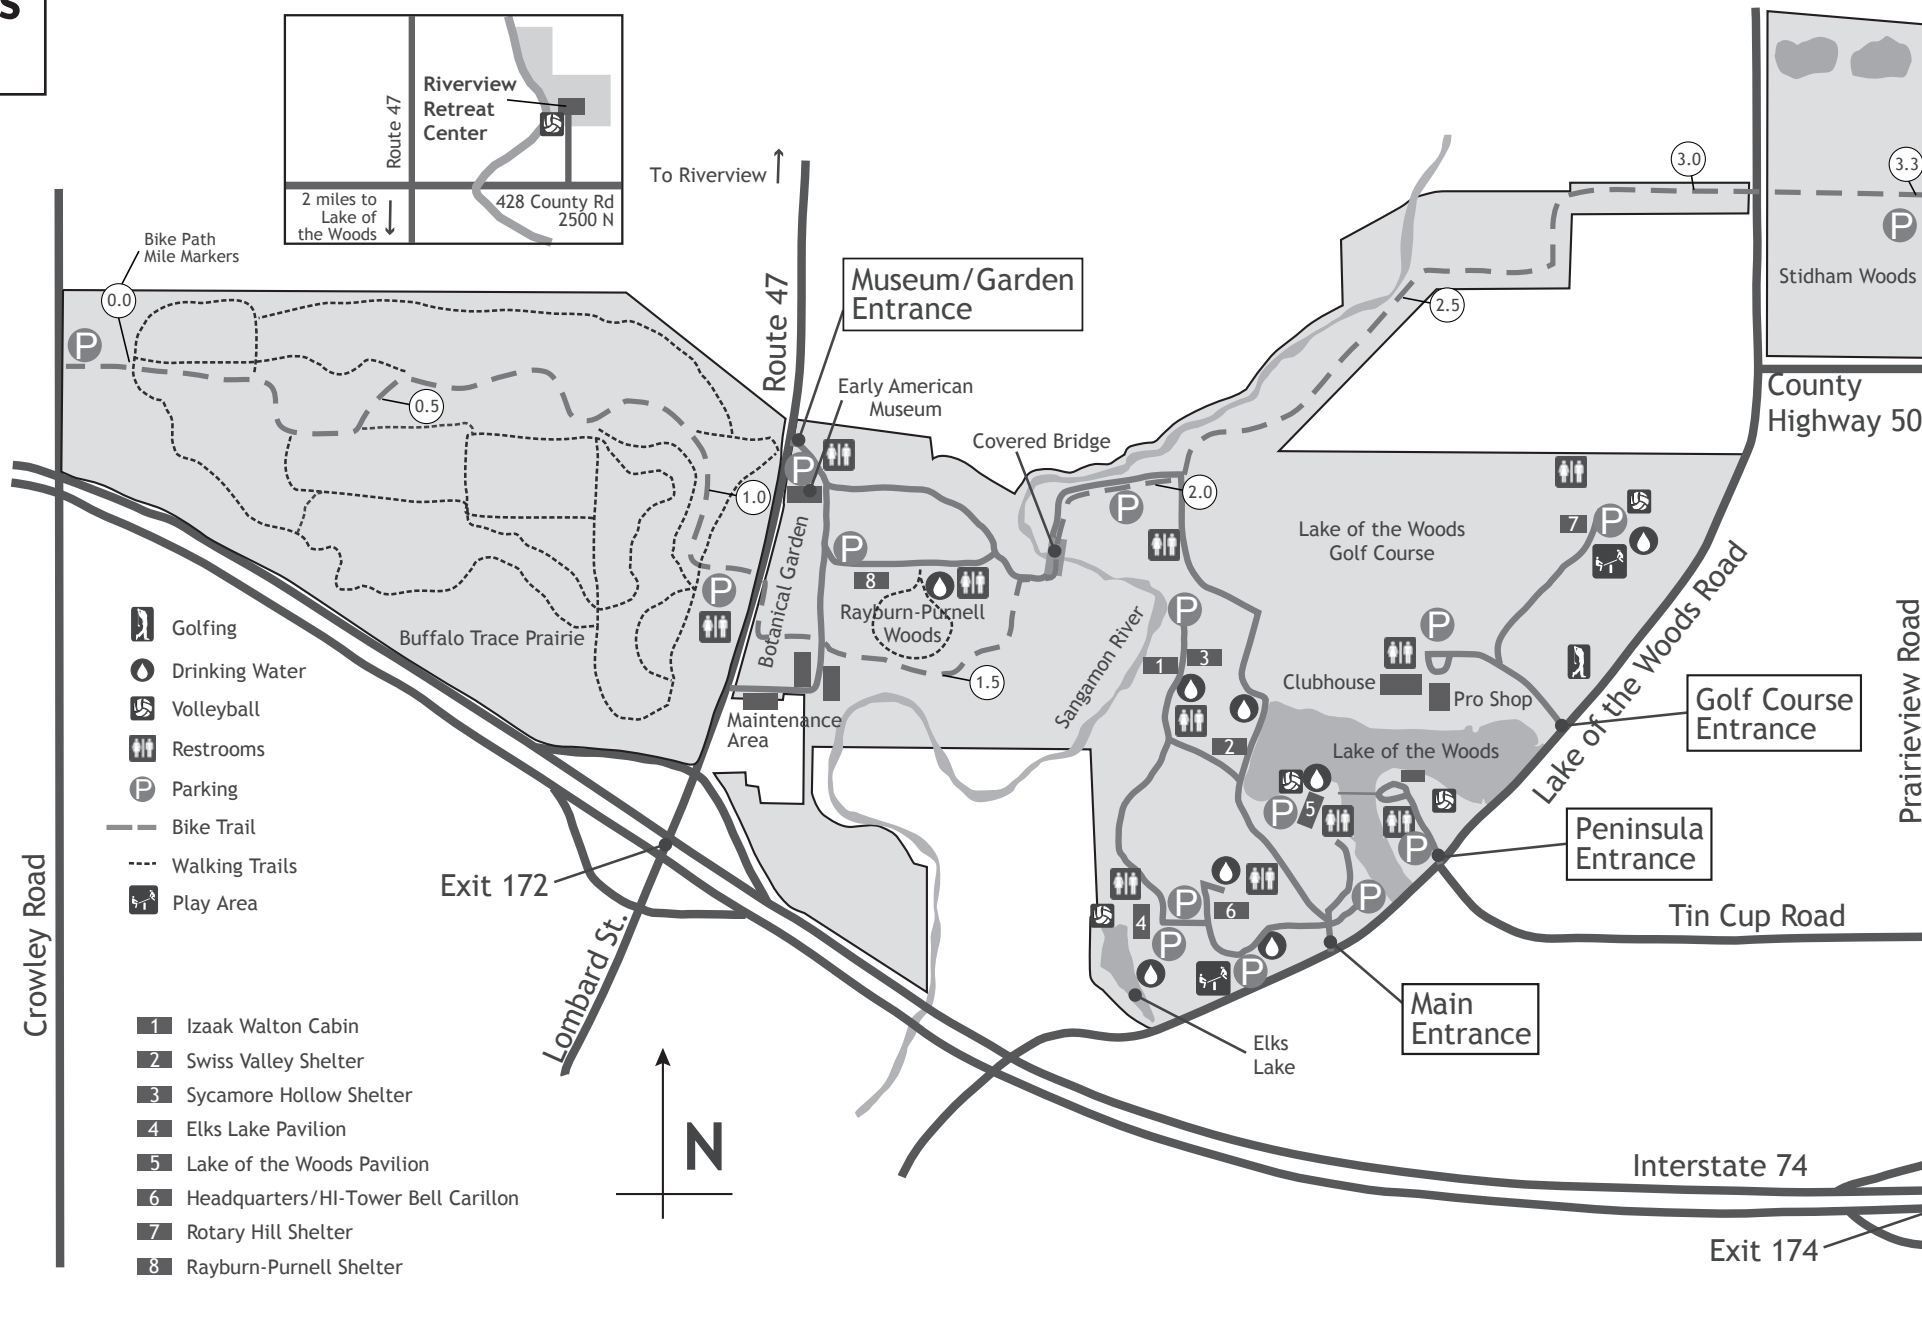 S
Riverview
Retreat
Center
Route 47
2 miles to
Lake of
the Woods
428 County Rd
2500 N
To Riverview
Bike Path
Mile Markers
0.0
P
0.5
1.0
P
Buffalo Trace Prairie
Route 47
Museum/Garden
Entrance
Early American
Museum
Covered Bridge
P
P
Botanical Garden
8
Rayburn-Purnell
Woods
1.5
Maintenance
Area
Sangamon River
2.0
P
2.5
3.0
3.3
P
Stidham Woods
County
Highway 50
Lake of the Woods
Golf Course
7
P
P
Clubhouse
Pro Shop
Lake of the Woods Road
Golf Course
Entrance
Prairieview Road
P
1
3
2
Lake of the Woods
P
5
P
Peninsula
Entrance
Tin Cup Road
P
6
P
4
P
P
Main
Entrance
Elks
Lake
Golfing
Drinking Water
Volleyball
Restrooms
P Parking
Bike Trail
Walking Trails
Play Area
Exit 172
Lombard St.
Crowley Road
1 Izaak Walton Cabin
2 Swiss Valley Shelter
3 Sycamore Hollow Shelter
4 Elks Lake Pavilion
5 Lake of the Woods Pavilion
6 Headquarters/HI-Tower Bell Carillon
7 Rotary Hill Shelter
8 Rayburn-Purnell Shelter
N
Interstate 74
Exit 174